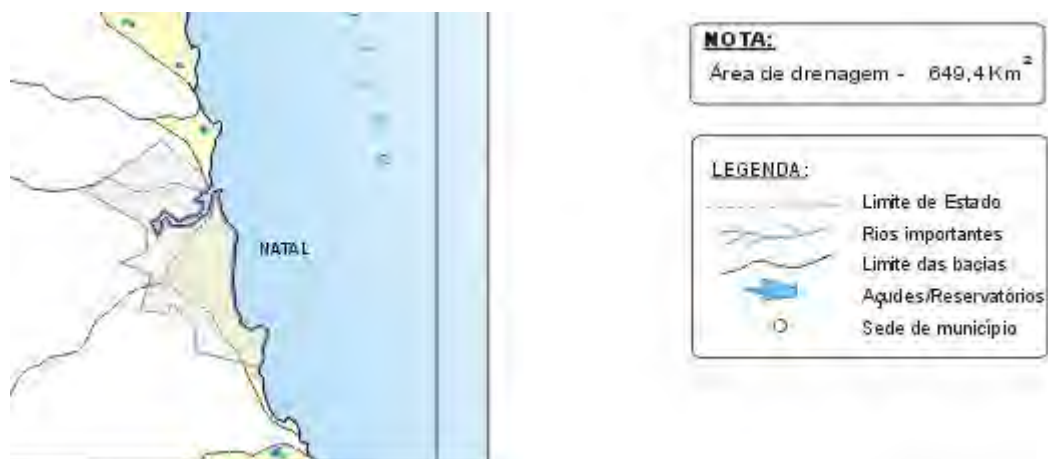 NATAL
NOTA:
Área de drenagem - 649,4 Km²
LEGENDA:
Limite de Estado
Rios importantes
Limite das bacias
Açudes/Reservatórios
Sede de município